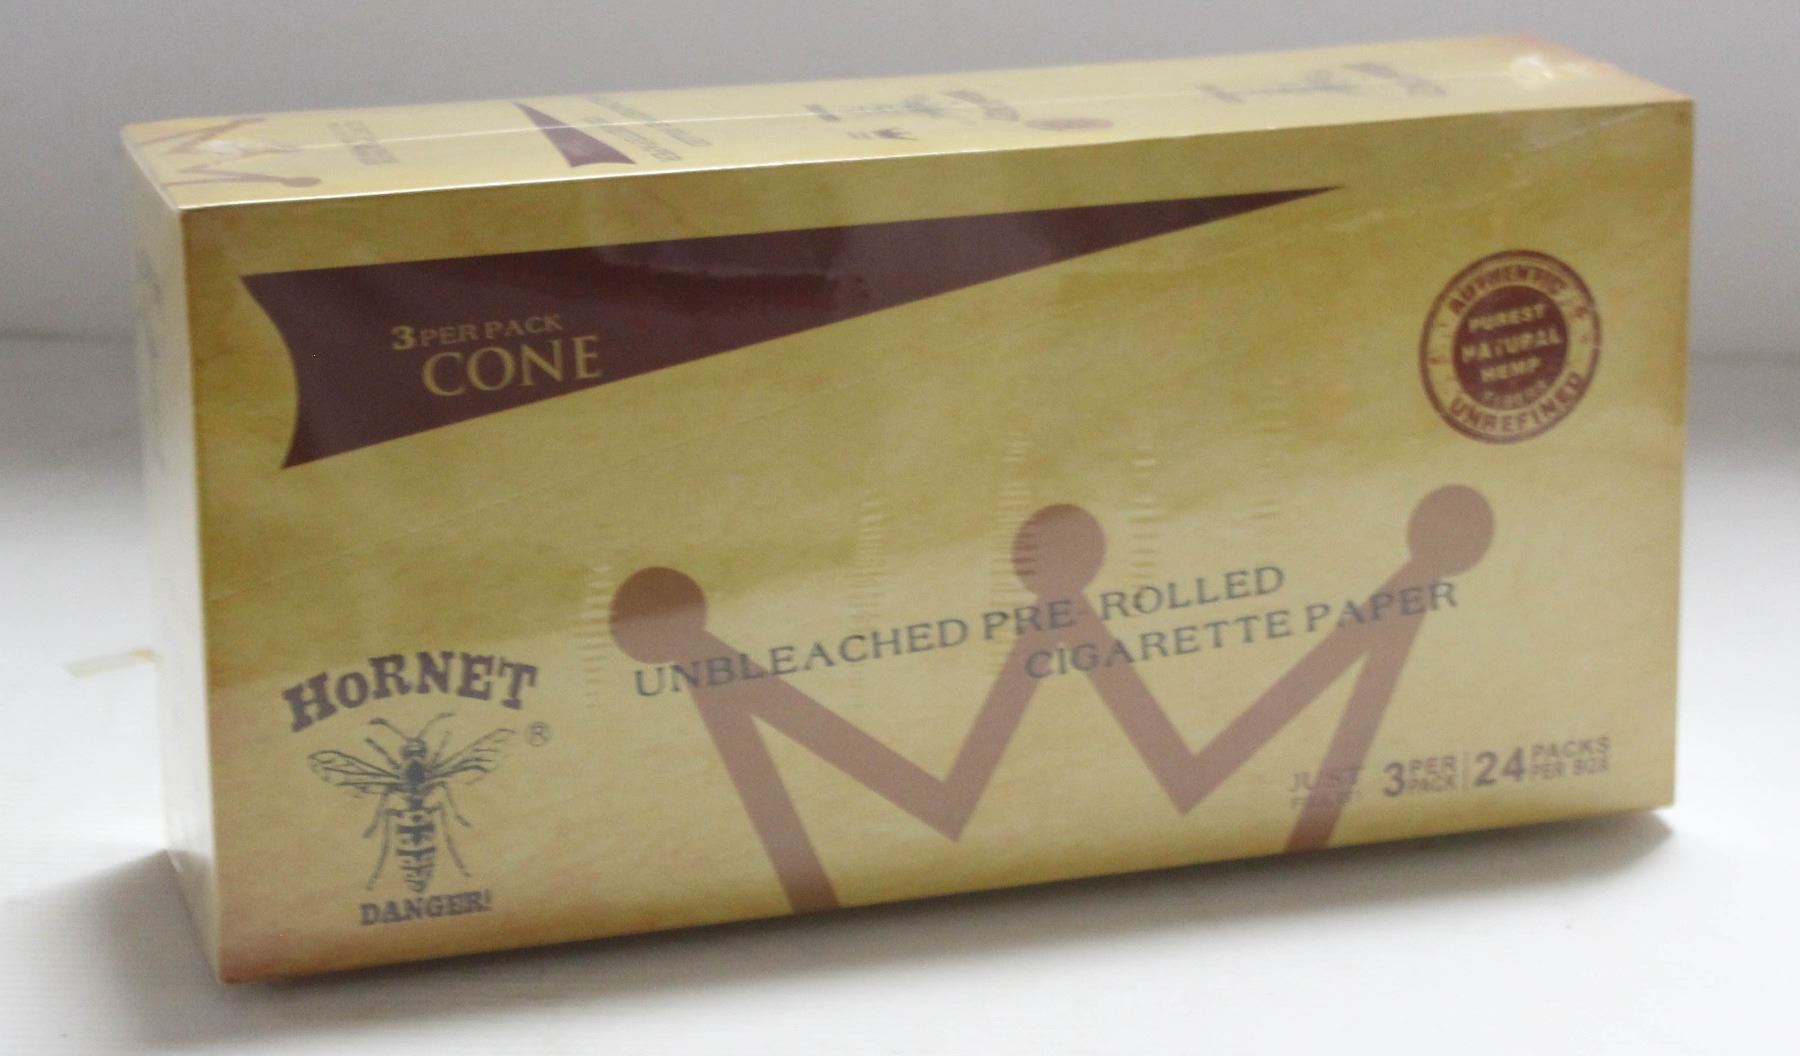 3 PER PACK
CONE
AUTHENTIC
PUREST
NATURAL
HEMP
UNREFINED
UNBLEACHED PRE-ROLLED
CIGARETTE PAPER
HORNET
®
DANGER!
JUST
3 PER PACK | 24 PACKS PER BOX